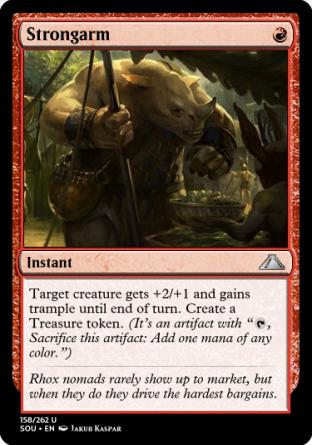 Strongarm
Instant
Target creature gets +2/+1 and gains
trample until end of turn. Create a
Treasure token. (It's an artifact with “,
Sacrifice this artifact: Add one mana of any
color.”)
Rhox nomads rarely show up to market, but
when they do they drive the hardest bargains.
158/262 U
SOU • EN Jakub Kaspar